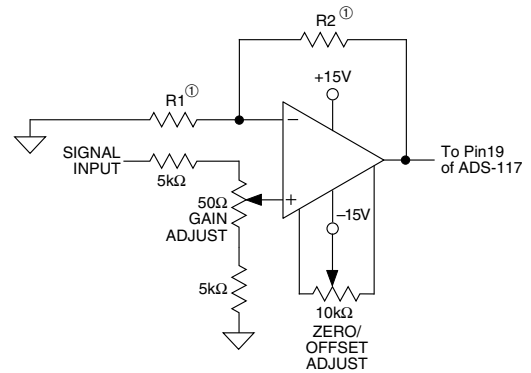 R2①
+15V
R1①
−
SIGNAL
INPUT
5kΩ
To Pin19
of ADS-117
50Ω
GAIN
ADJUST
+
–15V
5kΩ
10kΩ
ZERO/
OFFSET
ADJUST